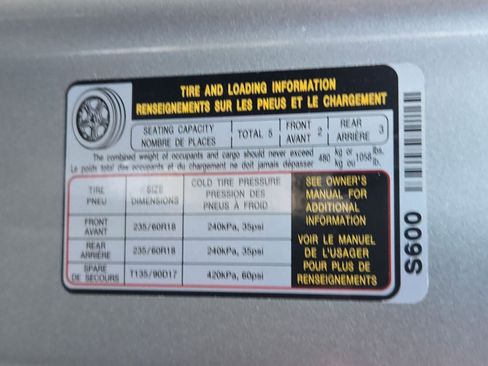 TIRE AND LOADING INFORMATION
RENSEIGNEMENTS SUR LES PNEUS ET LE CHARGEMENT
SEATING CAPACITY
NOMBRE DE PLACES
TOTAL 5
FRONT
AVANT
2
REAR
ARRIÈRE
3
The combined weight of occupants and cargo should never exceed 480 kg or 1058 lbs.
Le poids total des occupants et du chargement ne doit jamais dépasser kg ou lb.
TIRE
PNEU
SIZE
DIMENSIONS
COLD TIRE PRESSURE
PRESSION DES
PNEUS À FROID
FRONT
AVANT
235/60R18
240kPa, 35psi
REAR
ARRIÈRE
235/60R18
240kPa, 35psi
SPARE
DE SECOURS
T135/90D17
420kPa, 60psi
SEE OWNER'S
MANUAL FOR
ADDITIONAL
INFORMATION
VOIR LE MANUEL
DE L'USAGER
POUR PLUS DE
RENSEIGNEMENTS
S600